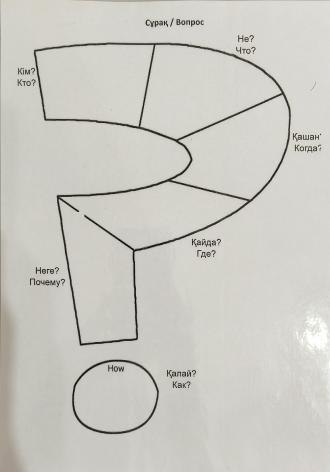 Сұрақ / Вопрос
Не?
Что?
Кім?
Кто?
Қашан?
Когда?
Қайда?
Где?
Неге?
Почему?
How
Қалай?
Как?